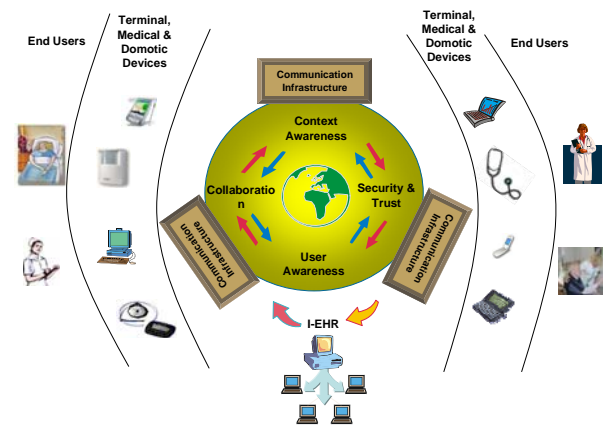 End Users
Terminal,
Medical &
Domotic
Devices
Communication
Infrastructure
Context
Awareness
Collaboratio
n
Security &
Trust
User
Awareness
Communication
Infrastructure
Communication
Infrastructure
I-EHR
Terminal,
Medical &
Domotic
Devices
End Users